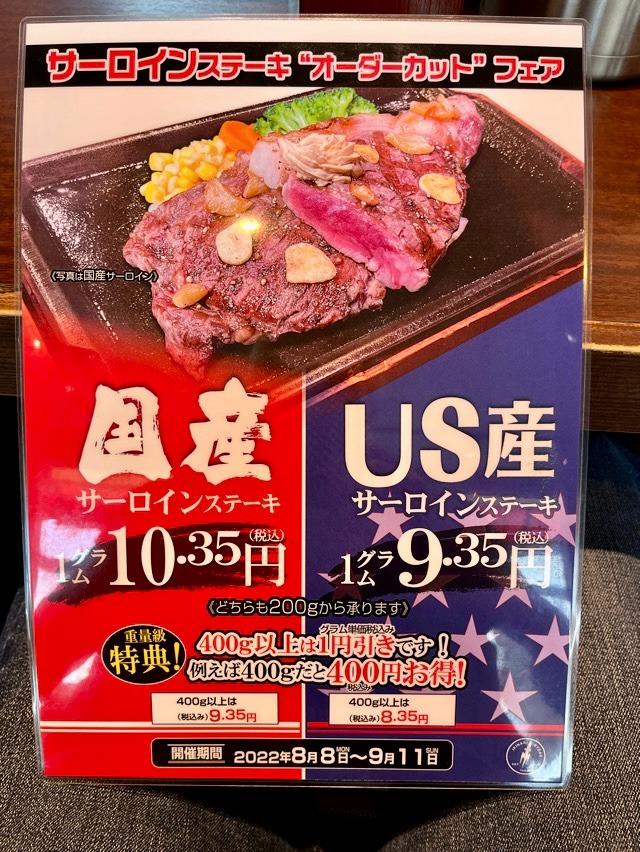 サーロインステーキ“オーダーカット”フェア
《写真は国産サーロイン》
国産
サーロインステーキ
1グラム10.35円(税込)
US産
サーロインステーキ
1グラム9.35円(税込)
《どちらも200gから承ります》
重量級
特典!
グラム単価税込み
400g以上は1円引きです!
例えば400gだと400円お得!
税込み
400g以上は
(税込み)9.35円
400g以上は
(税込み)8.35円
開催期間 2022年8月8日MON〜9月11日SUN